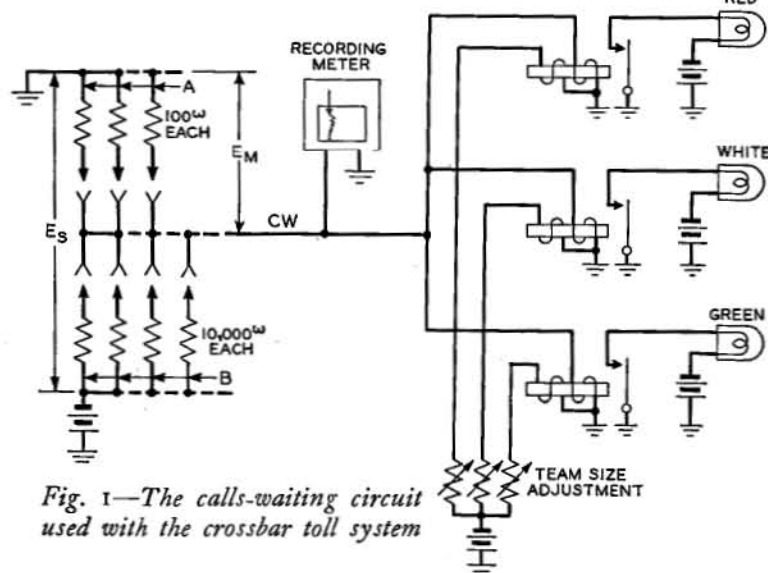 RED
RECORDING
METER
A
100ω
EACH
E_M
WHITE
E_S
CW
10,000ω
EACH
GREEN
B
TEAM SIZE
ADJUSTMENT
Fig. 1—The calls-waiting circuit
used with the crossbar toll system